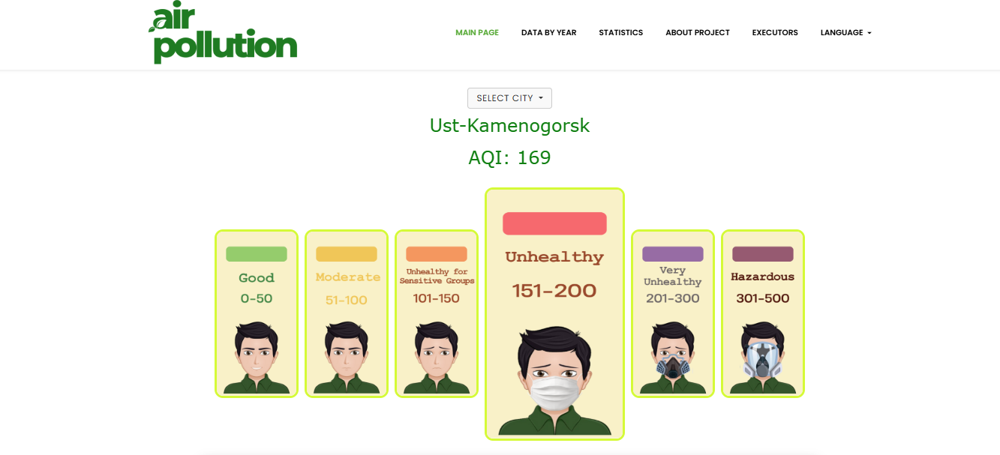 air
pollution
MAIN PAGE
DATA BY YEAR
STATISTICS
ABOUT PROJECT
EXECUTORS
LANGUAGE
SELECT CITY
Ust-Kamenogorsk
AQI: 169
Good
0-50
Moderate
51-100
Unhealthy for
Sensitive Groups
101-150
Unhealthy
151-200
Very
Unhealthy
201-300
Hazardous
301-500